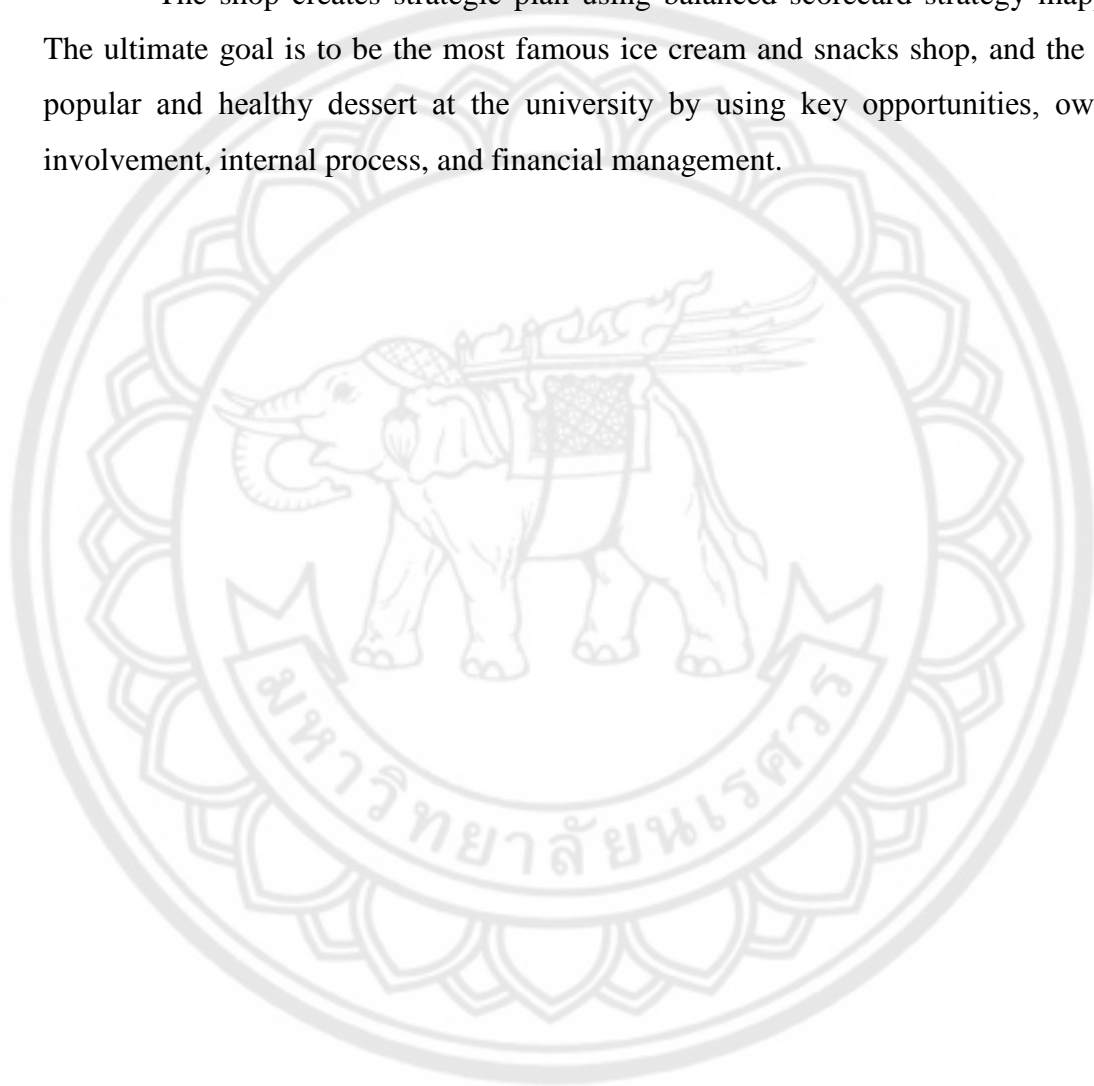 The shop creates strategic plan using balanced scorecard strategy
The ultimate goal is to be the most famous ice cream and snacks shop, and the
popular and healthy dessert at the university by using key opportunities,
involvement, internal process, and financial management.
มหาวิทยาลัยนเรศวร